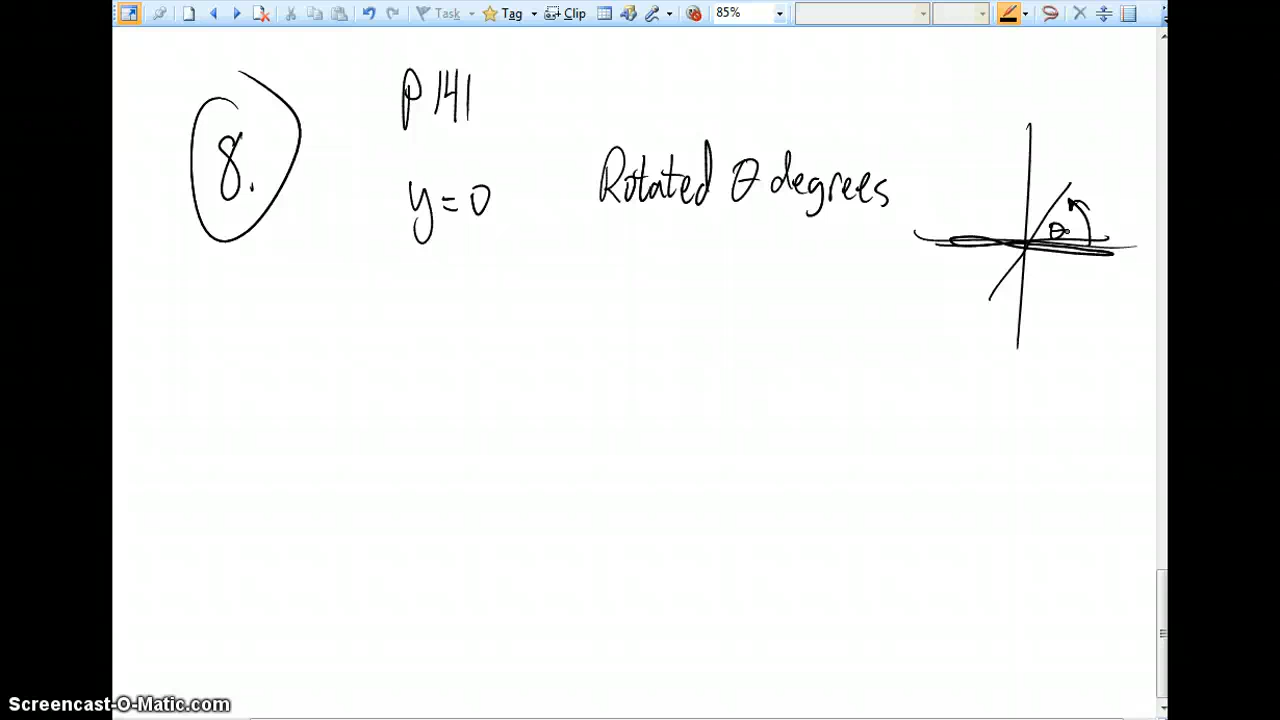 Task Tag Clip 85%
8.
P 141
y = 0
Rotated θ degrees
θ
Screencast-O-Matic.com